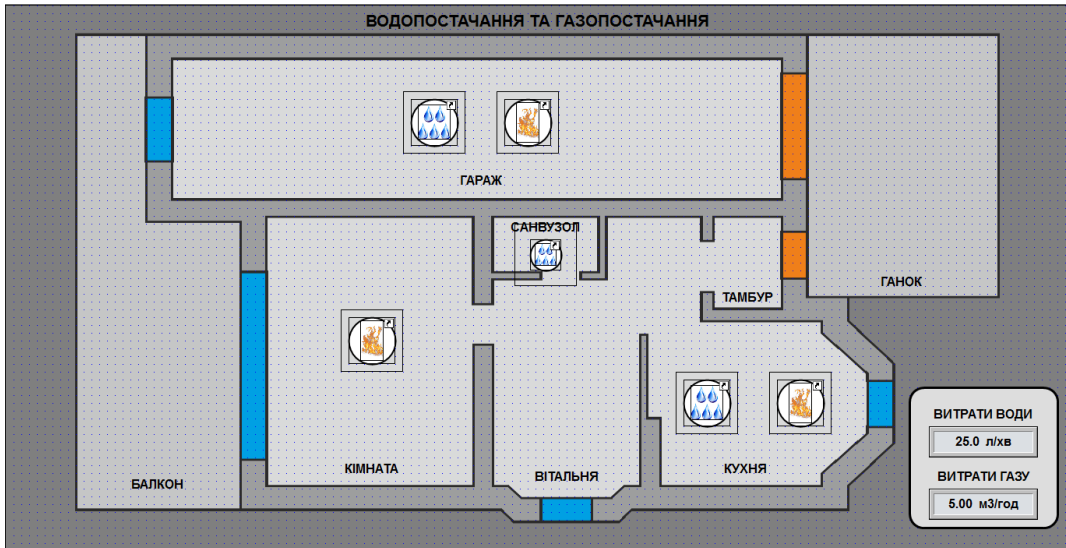 ВОДОПОСТАЧАННЯ ТА ГАЗОПОСТАЧАННЯ
ГАРАЖ
САНВУЗОЛ
ГАНОК
ТАМБУР
КІМНАТА
ВІТАЛЬНЯ
КУХНЯ
БАЛКОН
ВИТРАТИ ВОДИ
25.0 л/хв
ВИТРАТИ ГАЗУ
5.00 м3/год